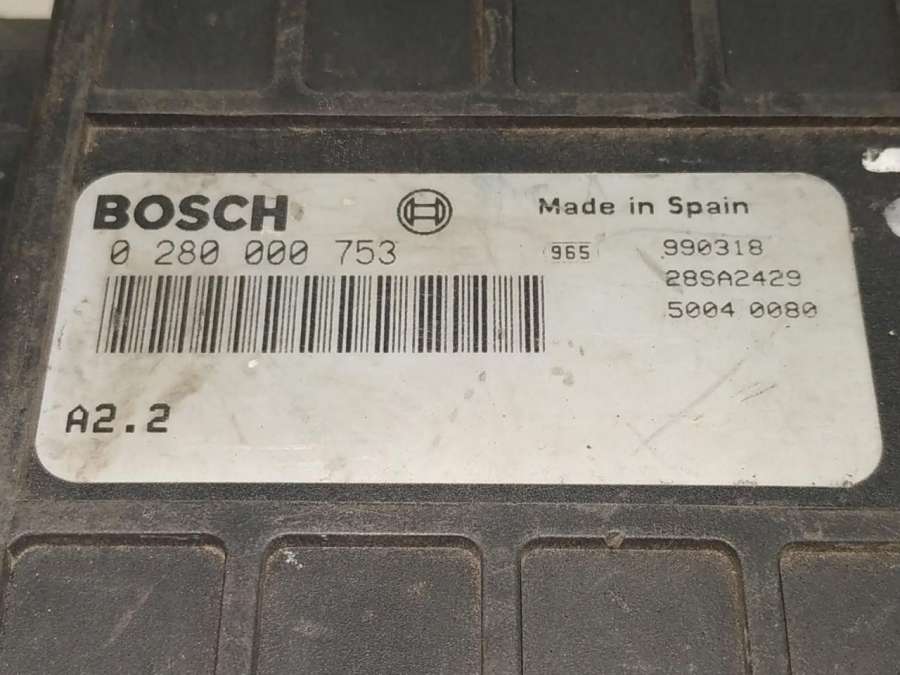 BOSCH Made in Spain
0 280 000 753 965 990318
28SA2429
5004 0080
A2.2